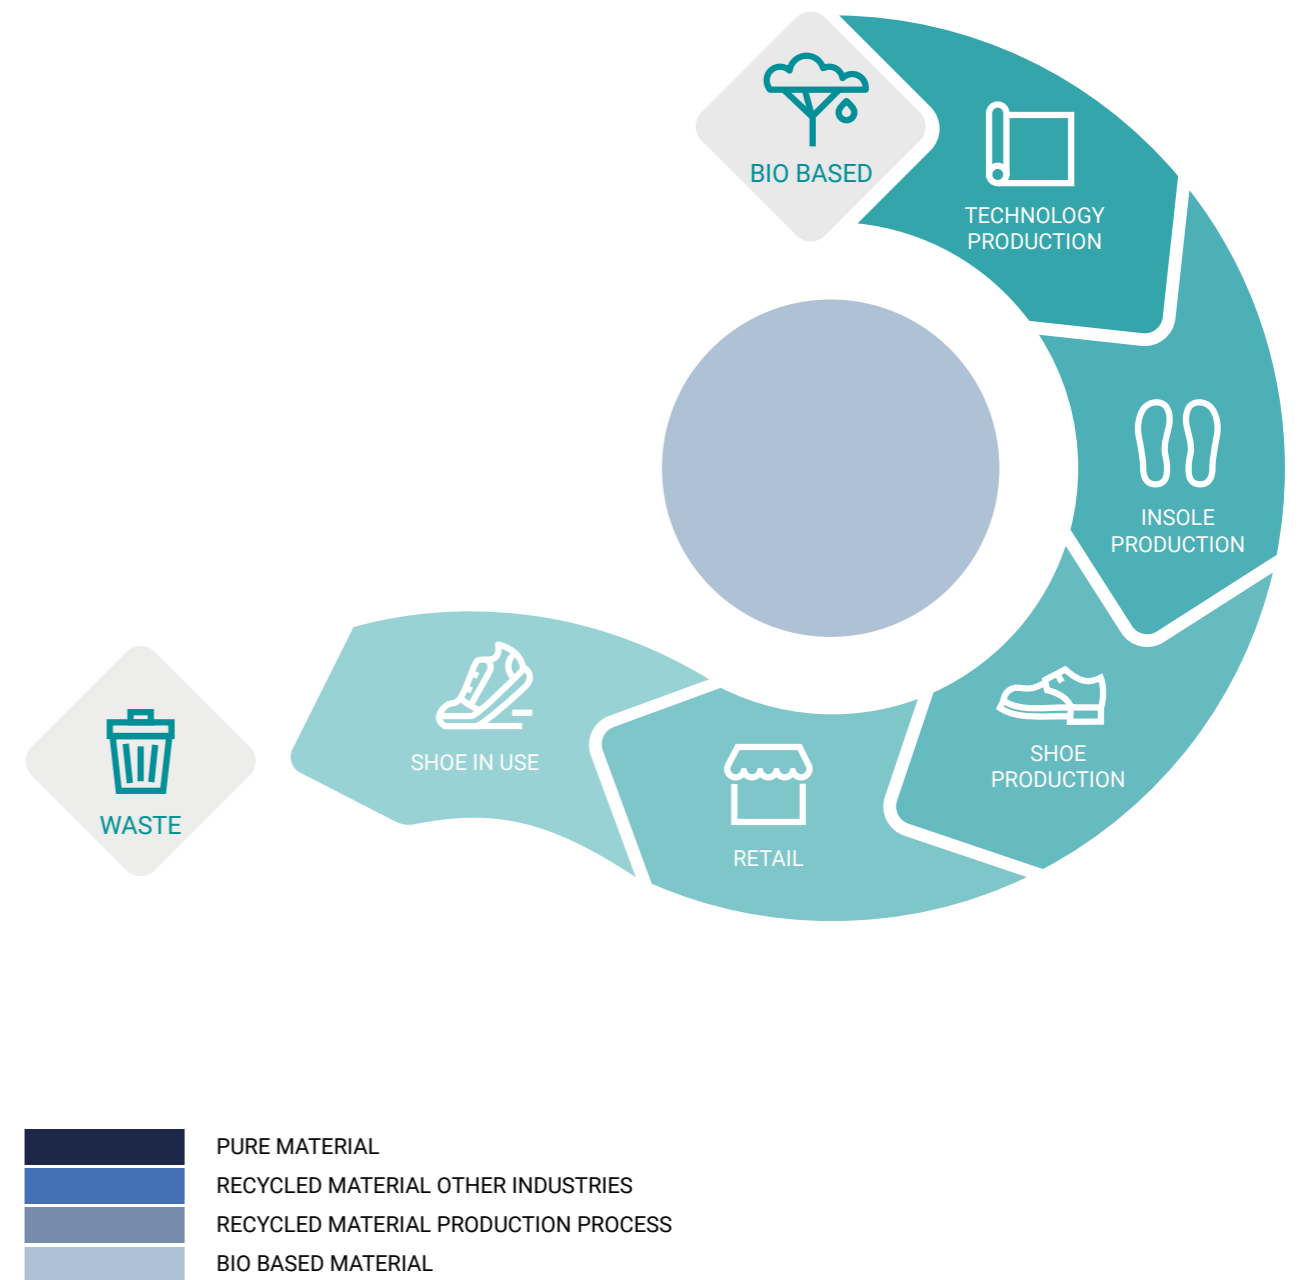 BIO BASED
TECHNOLOGY
PRODUCTION
INSOLE
PRODUCTION
SHOE
PRODUCTION
RETAIL
SHOE IN USE
WASTE
PURE MATERIAL
RECYCLED MATERIAL OTHER INDUSTRIES
RECYCLED MATERIAL PRODUCTION PROCESS
BIO BASED MATERIAL